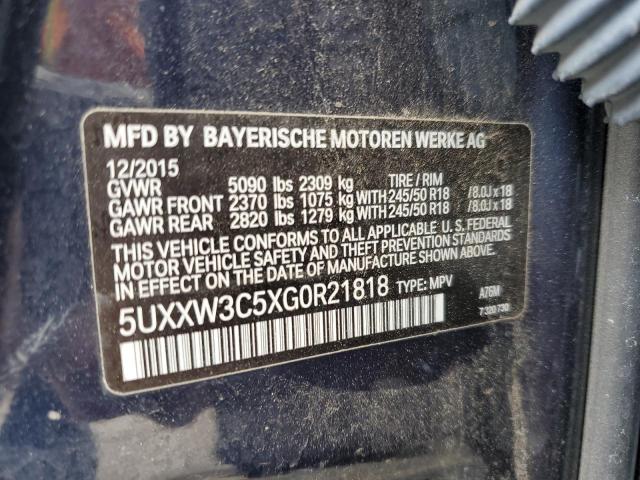 MFD BY BAYERISCHE MOTOREN WERKE AG
12/2015
GVWR 5090 lbs 2309 kg TIRE / RIM
GAWR FRONT 2370 lbs 1075 kg WITH 245/50 R18 /8.0J x 18
GAWR REAR 2820 lbs 1279 kg WITH 245/50 R18 /8.0J x 18
THIS VEHICLE CONFORMS TO ALL APPLICABLE U. S. FEDERAL
MOTOR VEHICLE SAFETY AND THEFT PREVENTION STANDARDS
IN EFFECT ON THE DATE OF MANUFACTURE SHOWN ABOVE.
5UXXW3C5XG0R21818 TYPE: MPV A76M
7320730